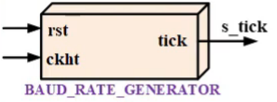 s_tick
rst
tick
ckht
BAUD_RATE_GENERATOR